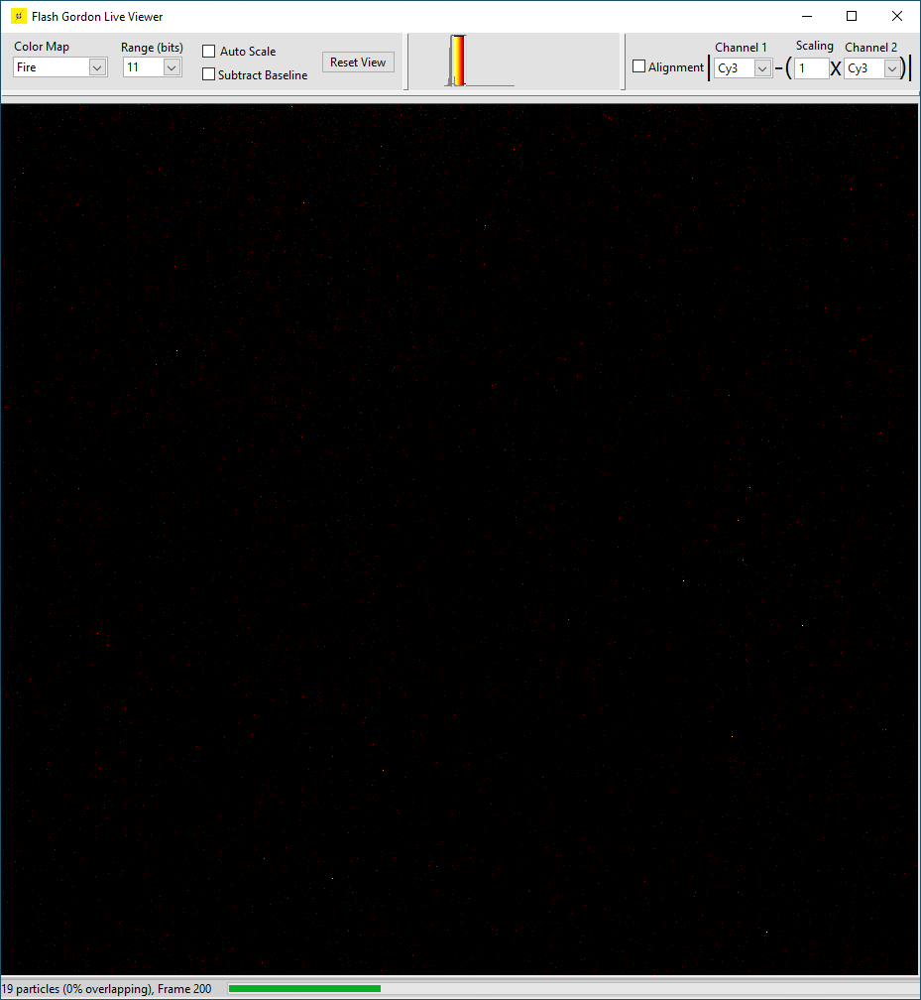 Flash Gordon Live Viewer
Color Map
Range (bits)
Auto Scale
Fire
11
Subtract Baseline
Reset View
Alignment
Channel 1
Scaling
Channel 2
| Cy3 -( 1 X Cy3 )|
19 particles (0% overlapping), Frame 200